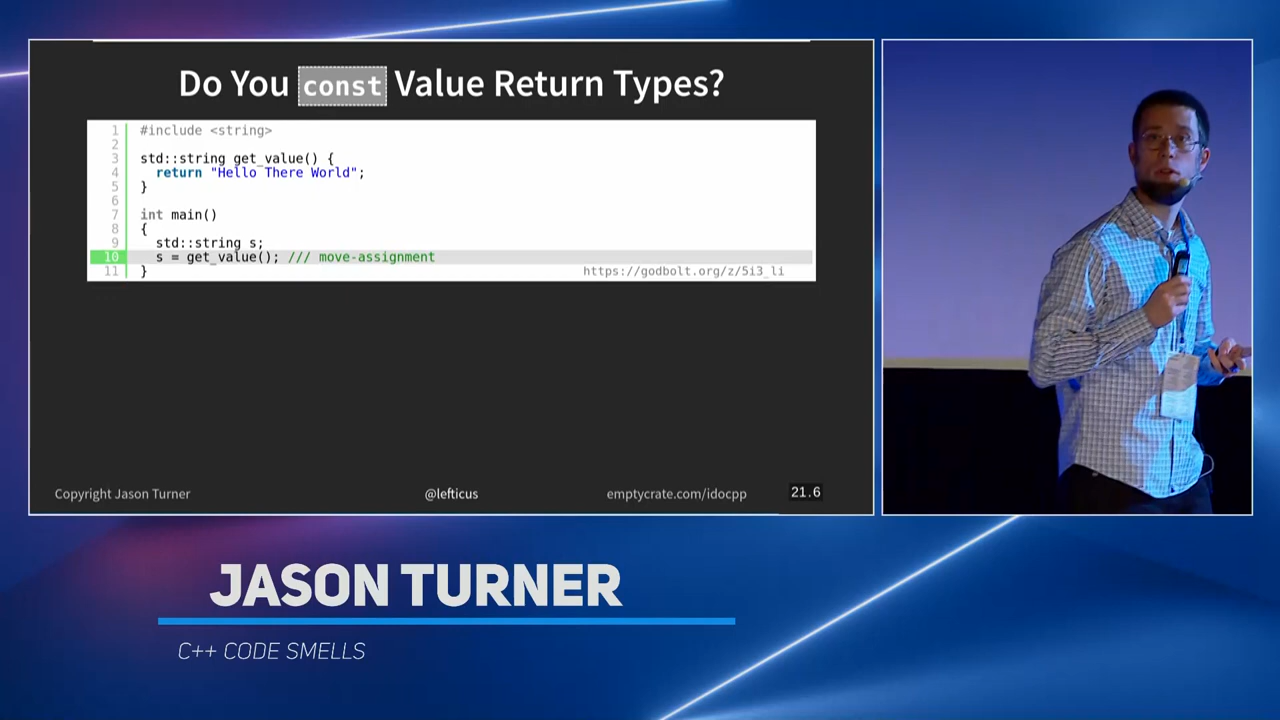 Do You const Value Return Types?
1 #include <string>
2
3 std::string get_value() {
4 return "Hello There World";
5 }
6
7 int main()
8 {
9 std::string s;
10 s = get_value(); /// move-assignment
11 }
https://godbolt.org/z/5i3_li
Copyright Jason Turner
@lefticus
emptycrate.com/idocpp
21.6
JASON TURNER
C++ CODE SMELLS